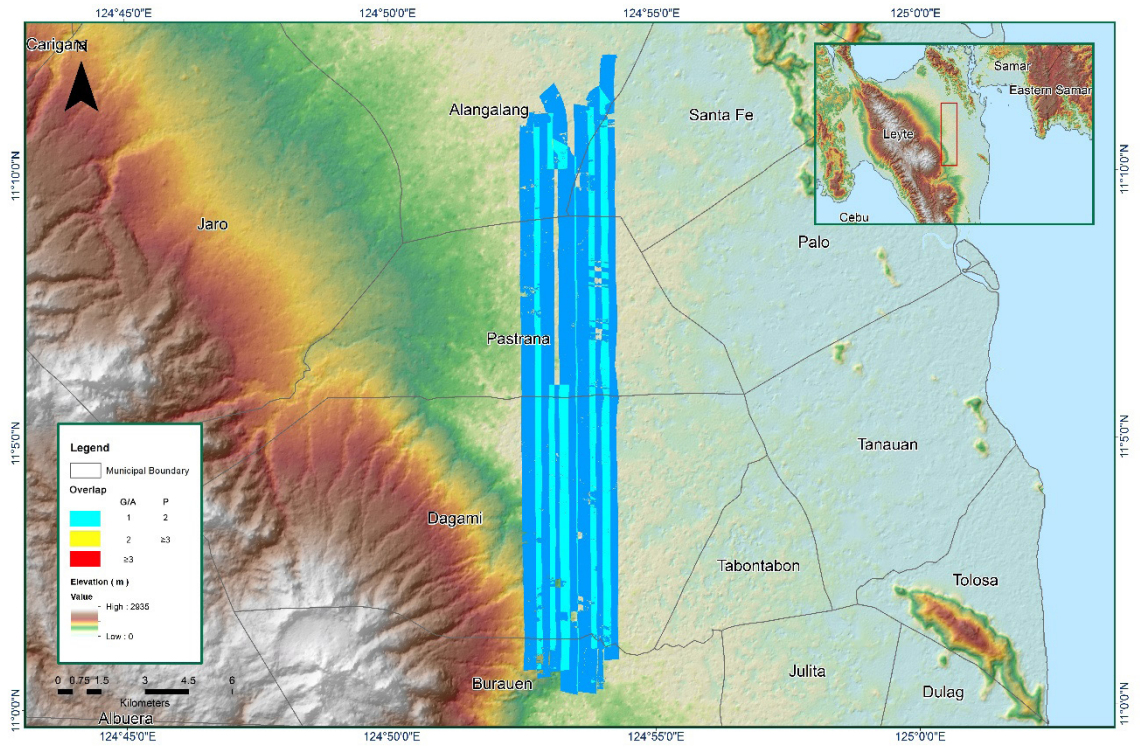 124°45'0"E 124°50'0"E 124°55'0"E 125°0'0"E
Carigara
N
Alangalang
Santa Fe
Samar
Eastern Samar
Leyte
Cebu
11°10'0"N 11°10'0"N
Jaro
Palo
Pastrana
11°5'0"N 11°5'0"N
Tanauan
Legend
Municipal Boundary
Overlap
G/A P
1 2
2 ≥3
≥3
Elevation ( m )
Value
High : 2935
Low : 0
Dagami
Tabontabon
Tolosa
Julita
Burauen
Dulag
0 0.75 1.5 3 4.5 6
Kilometers
Albuera
11°0'0"N 11°0'0"N
124°45'0"E 124°50'0"E 124°55'0"E 125°0'0"E